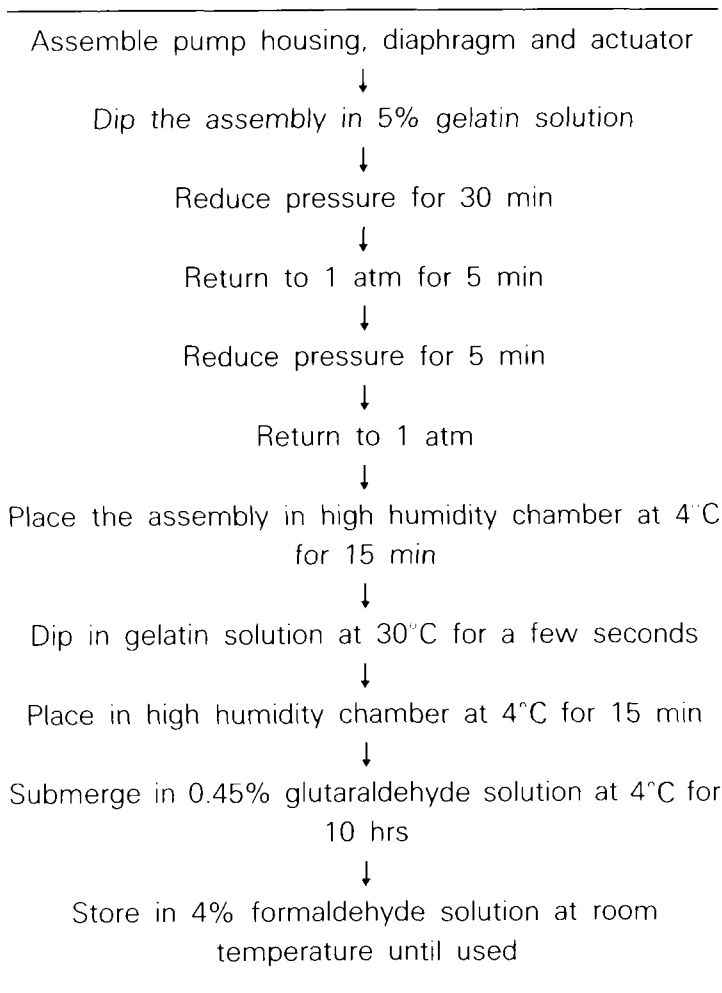 Assemble pump housing, diaphragm and actuator
↓
Dip the assembly in 5% gelatin solution
↓
Reduce pressure for 30 min
↓
Return to 1 atm for 5 min
↓
Reduce pressure for 5 min
↓
Return to 1 atm
↓
Place the assembly in high humidity chamber at 4°C
for 15 min
↓
Dip in gelatin solution at 30°C for a few seconds
↓
Place in high humidity chamber at 4°C for 15 min
↓
Submerge in 0.45% glutaraldehyde solution at 4°C for
10 hrs
↓
Store in 4% formaldehyde solution at room
temperature until used